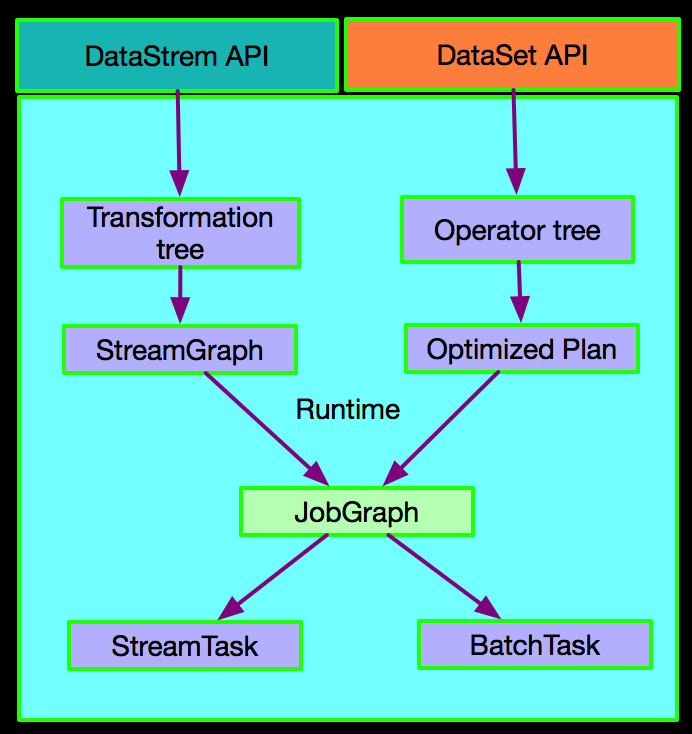 DataStrem API
DataSet API
Transformation
tree
Operator tree
StreamGraph
Optimized Plan
Runtime
JobGraph
StreamTask
BatchTask